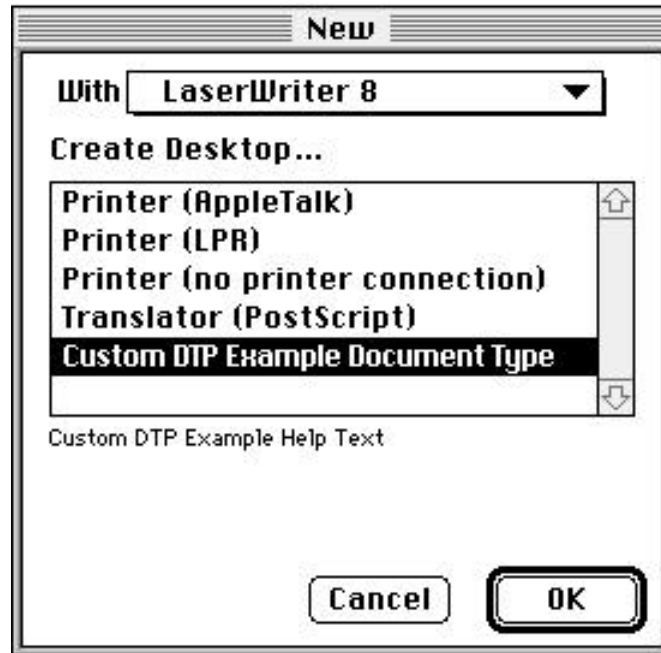 New
With LaserWriter 8
Create Desktop...
Printer (AppleTalk)
Printer (LPR)
Printer (no printer connection)
Translator (PostScript)
Custom DTP Example Document Type
Custom DTP Example Help Text
Cancel OK